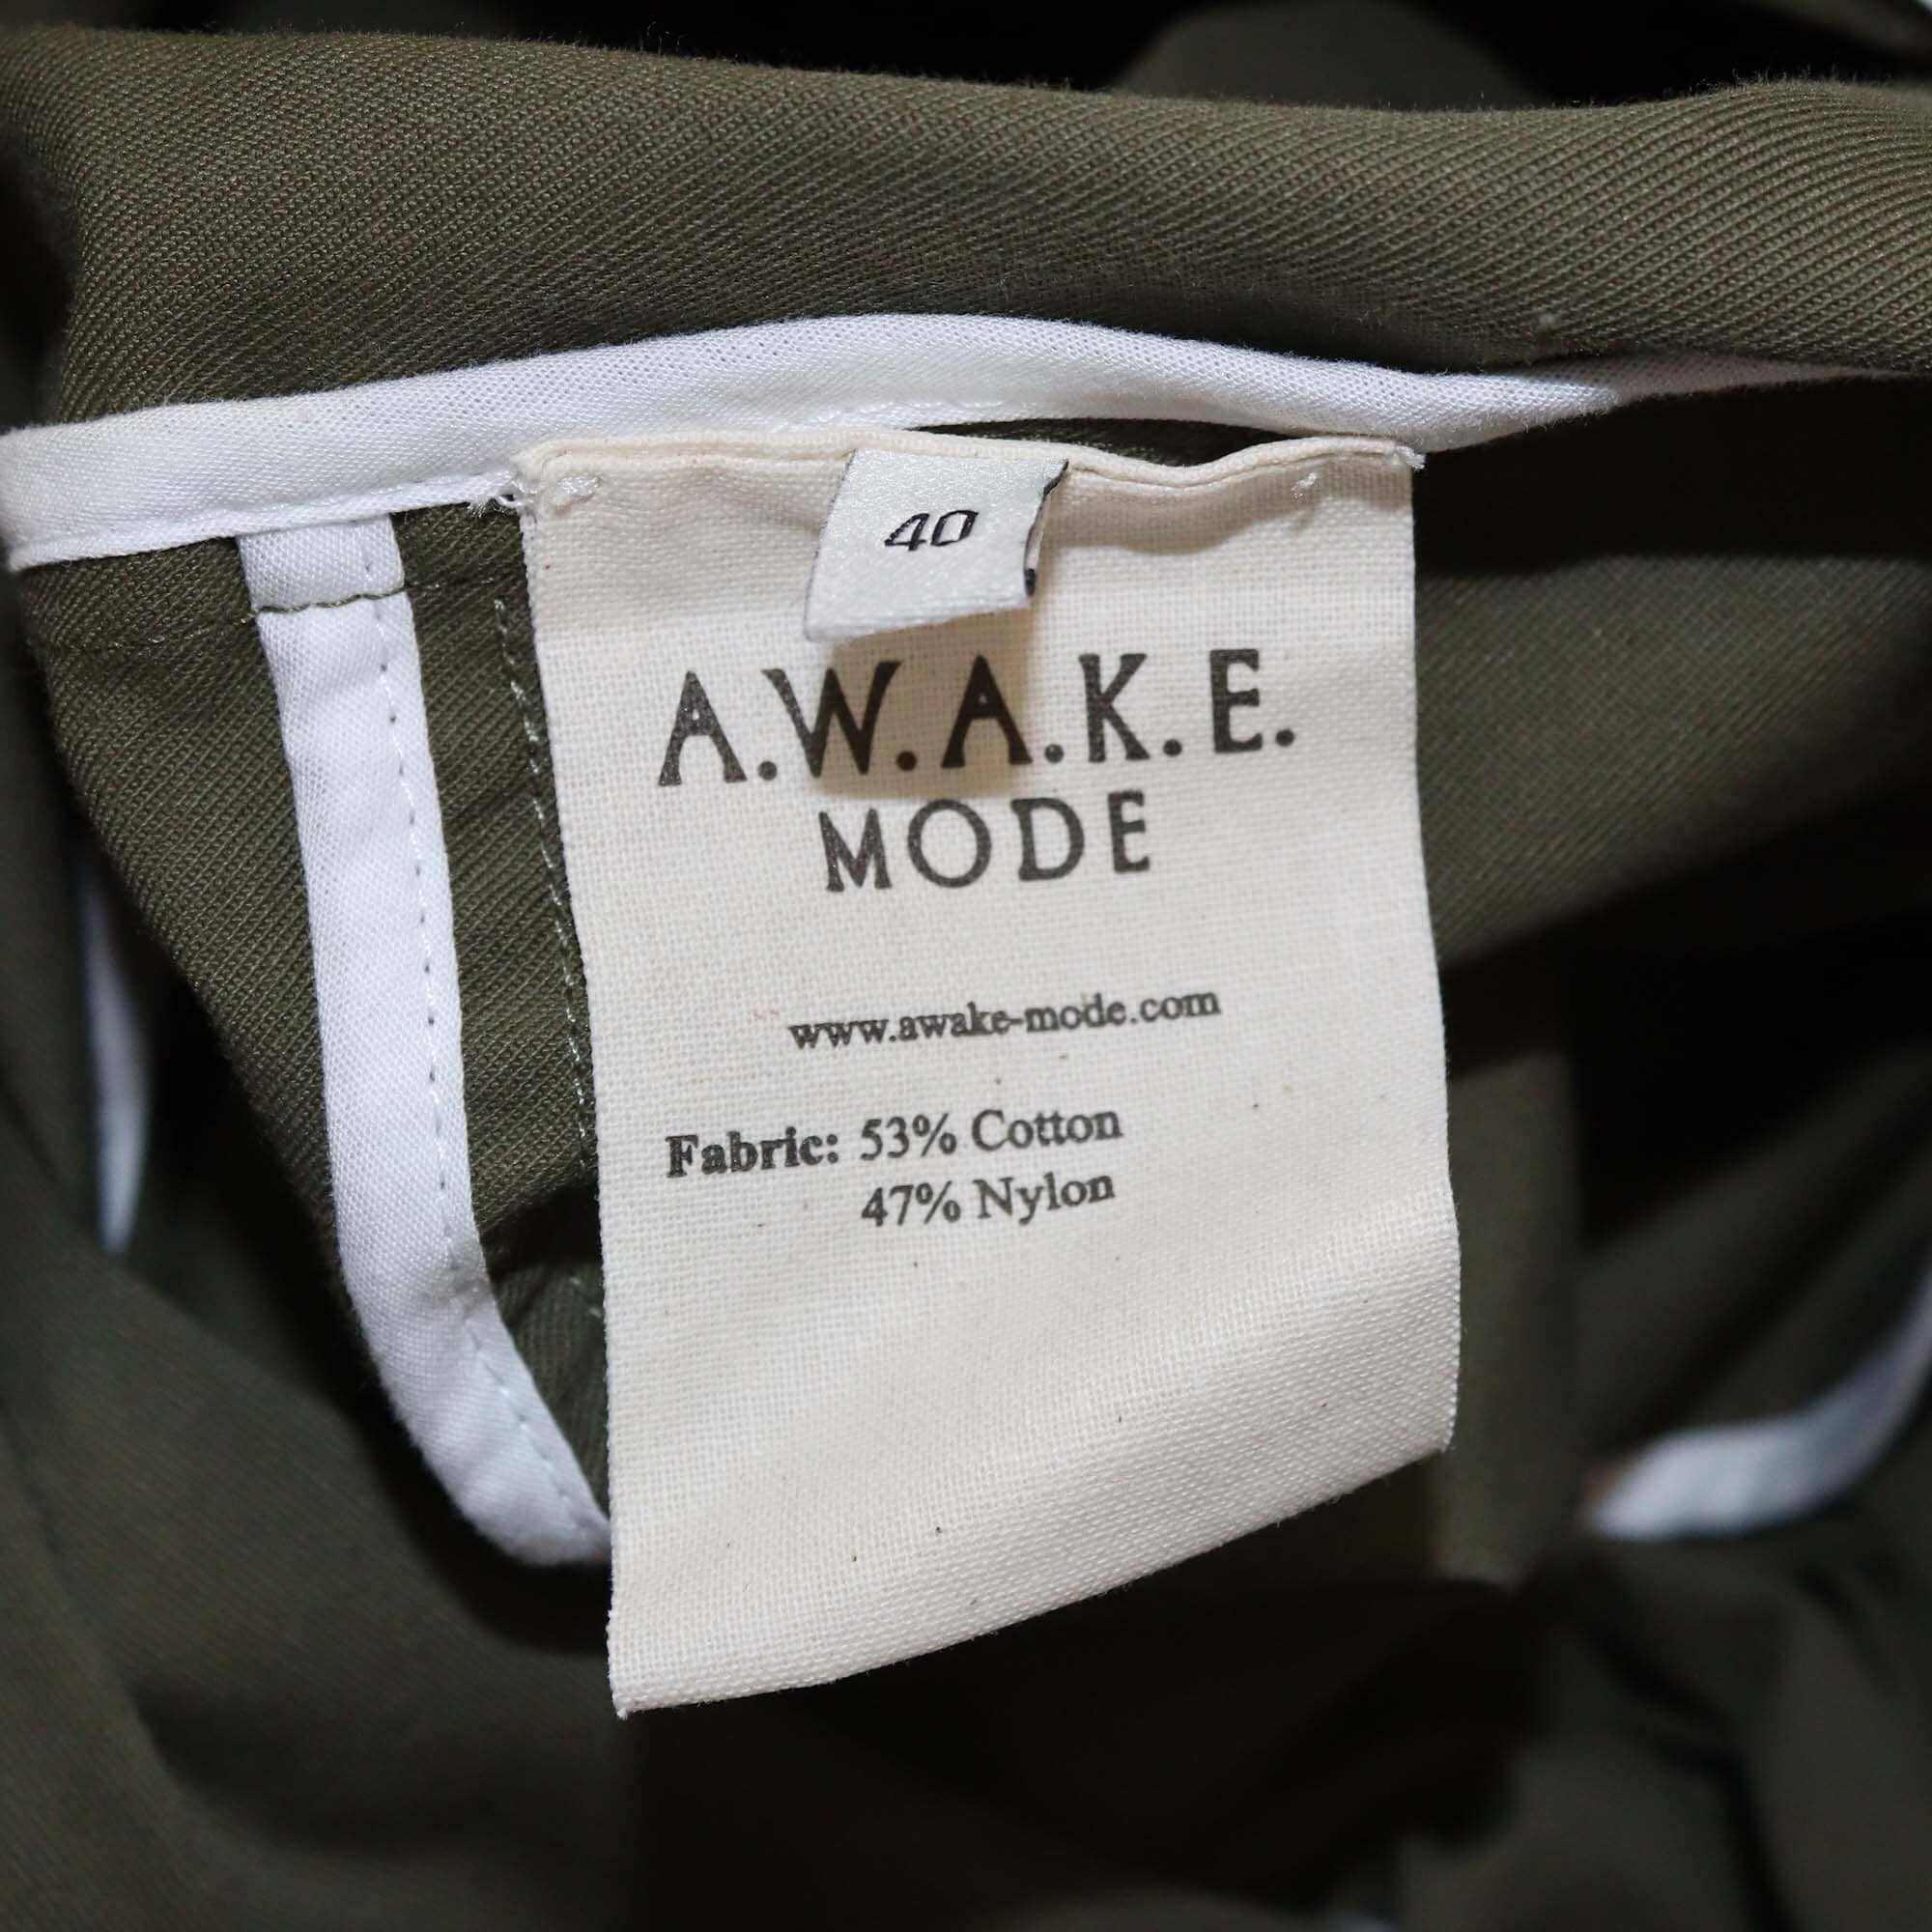 40
A.W.A.K.E.
MODE
www.awake-mode.com
Fabric: 53% Cotton
47% Nylon